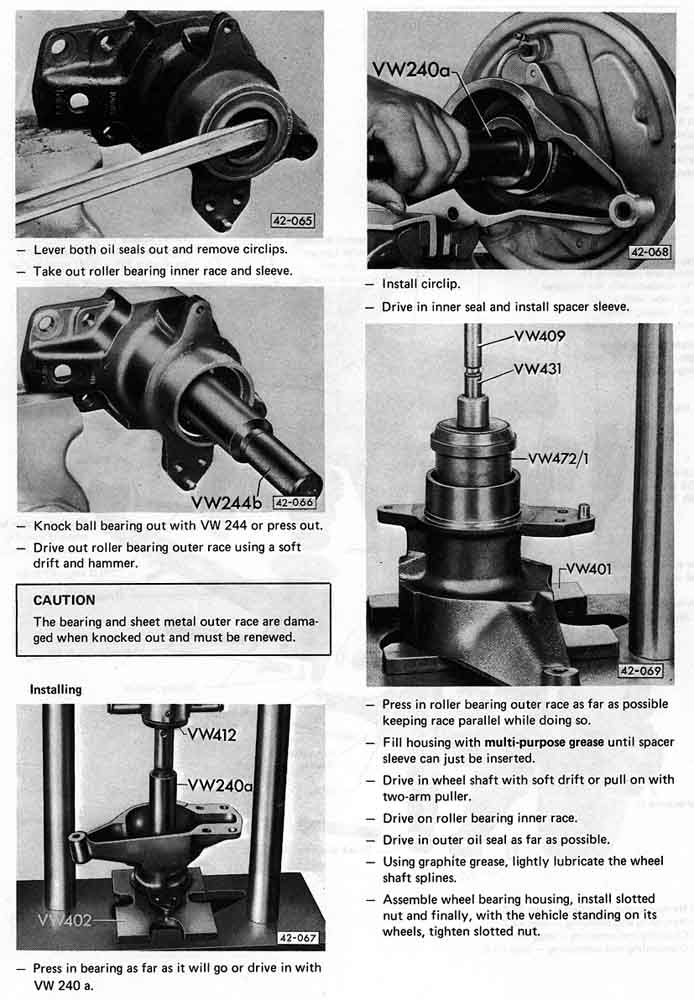 42-065
– Lever both oil seals out and remove circlips.
– Take out roller bearing inner race and sleeve.
VW244b
42-066
– Knock ball bearing out with VW 244 or press out.
– Drive out roller bearing outer race using a soft
drift and hammer.
CAUTION
The bearing and sheet metal outer race are dama-
ged when knocked out and must be renewed.
Installing
VW412
VW240a
VW402
42-067
– Press in bearing as far as it will go or drive in with
VW 240 a.
VW240a
42-068
– Install circlip.
– Drive in inner seal and install spacer sleeve.
VW409
VW431
VW472/1
VW401
42-069
– Press in roller bearing outer race as far as possible
keeping race parallel while doing so.
– Fill housing with multi-purpose grease until spacer
sleeve can just be inserted.
– Drive in wheel shaft with soft drift or pull on with
two-arm puller.
– Drive on roller bearing inner race.
– Drive in outer oil seal as far as possible.
– Using graphite grease, lightly lubricate the wheel
shaft splines.
– Assemble wheel bearing housing, install slotted
nut and finally, with the vehicle standing on its
wheels, tighten slotted nut.